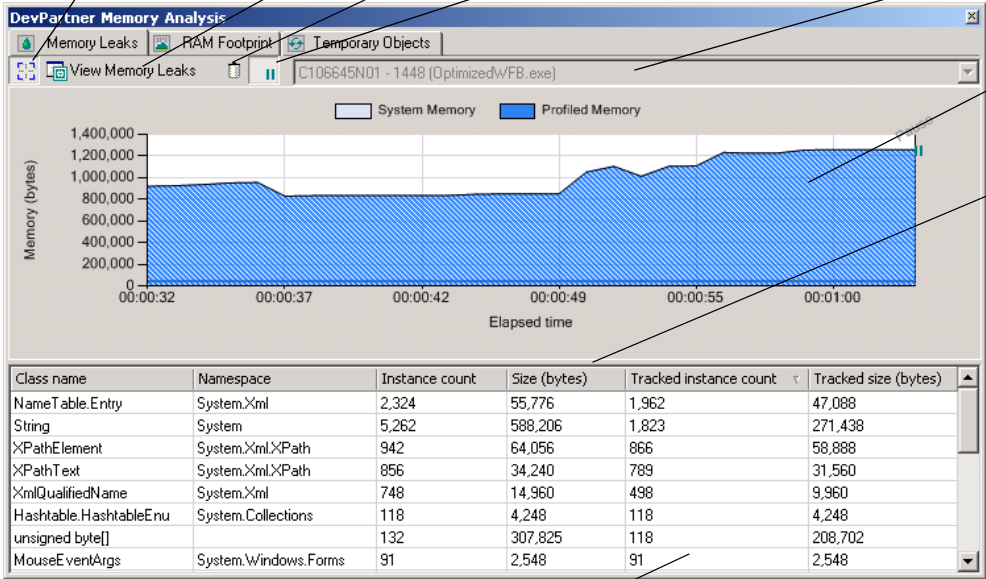 DevPartner Memory Analysis
Memory Leaks RAM Footprint Temporary Objects
View Memory Leaks C106645N01 - 1448 (OptimizedWFB.exe)
System Memory Profiled Memory
Pause
Memory (bytes)
1,400,000
1,200,000
1,000,000
800,000
600,000
400,000
200,000
0
00:00:32 00:00:37 00:00:42 00:00:49 00:00:55 00:01:00
Elapsed time
Class name Namespace Instance count Size (bytes) Tracked instance count Tracked size (bytes)
NameTable.Entry System.Xml 2,324 55,776 1,962 47,088
String System 5,262 588,206 1,823 271,438
XPathElement System.Xml.XPath 942 64,056 866 58,888
XPathText System.Xml.XPath 856 34,240 789 31,560
XmlQualifiedName System.Xml 748 14,960 498 9,960
Hashtable.HashtableEnu System.Collections 118 4,248 118 4,248
unsigned byte[] 132 307,825 118 208,702
MouseEventArgs System.Windows.Forms 91 2,548 91 2,548